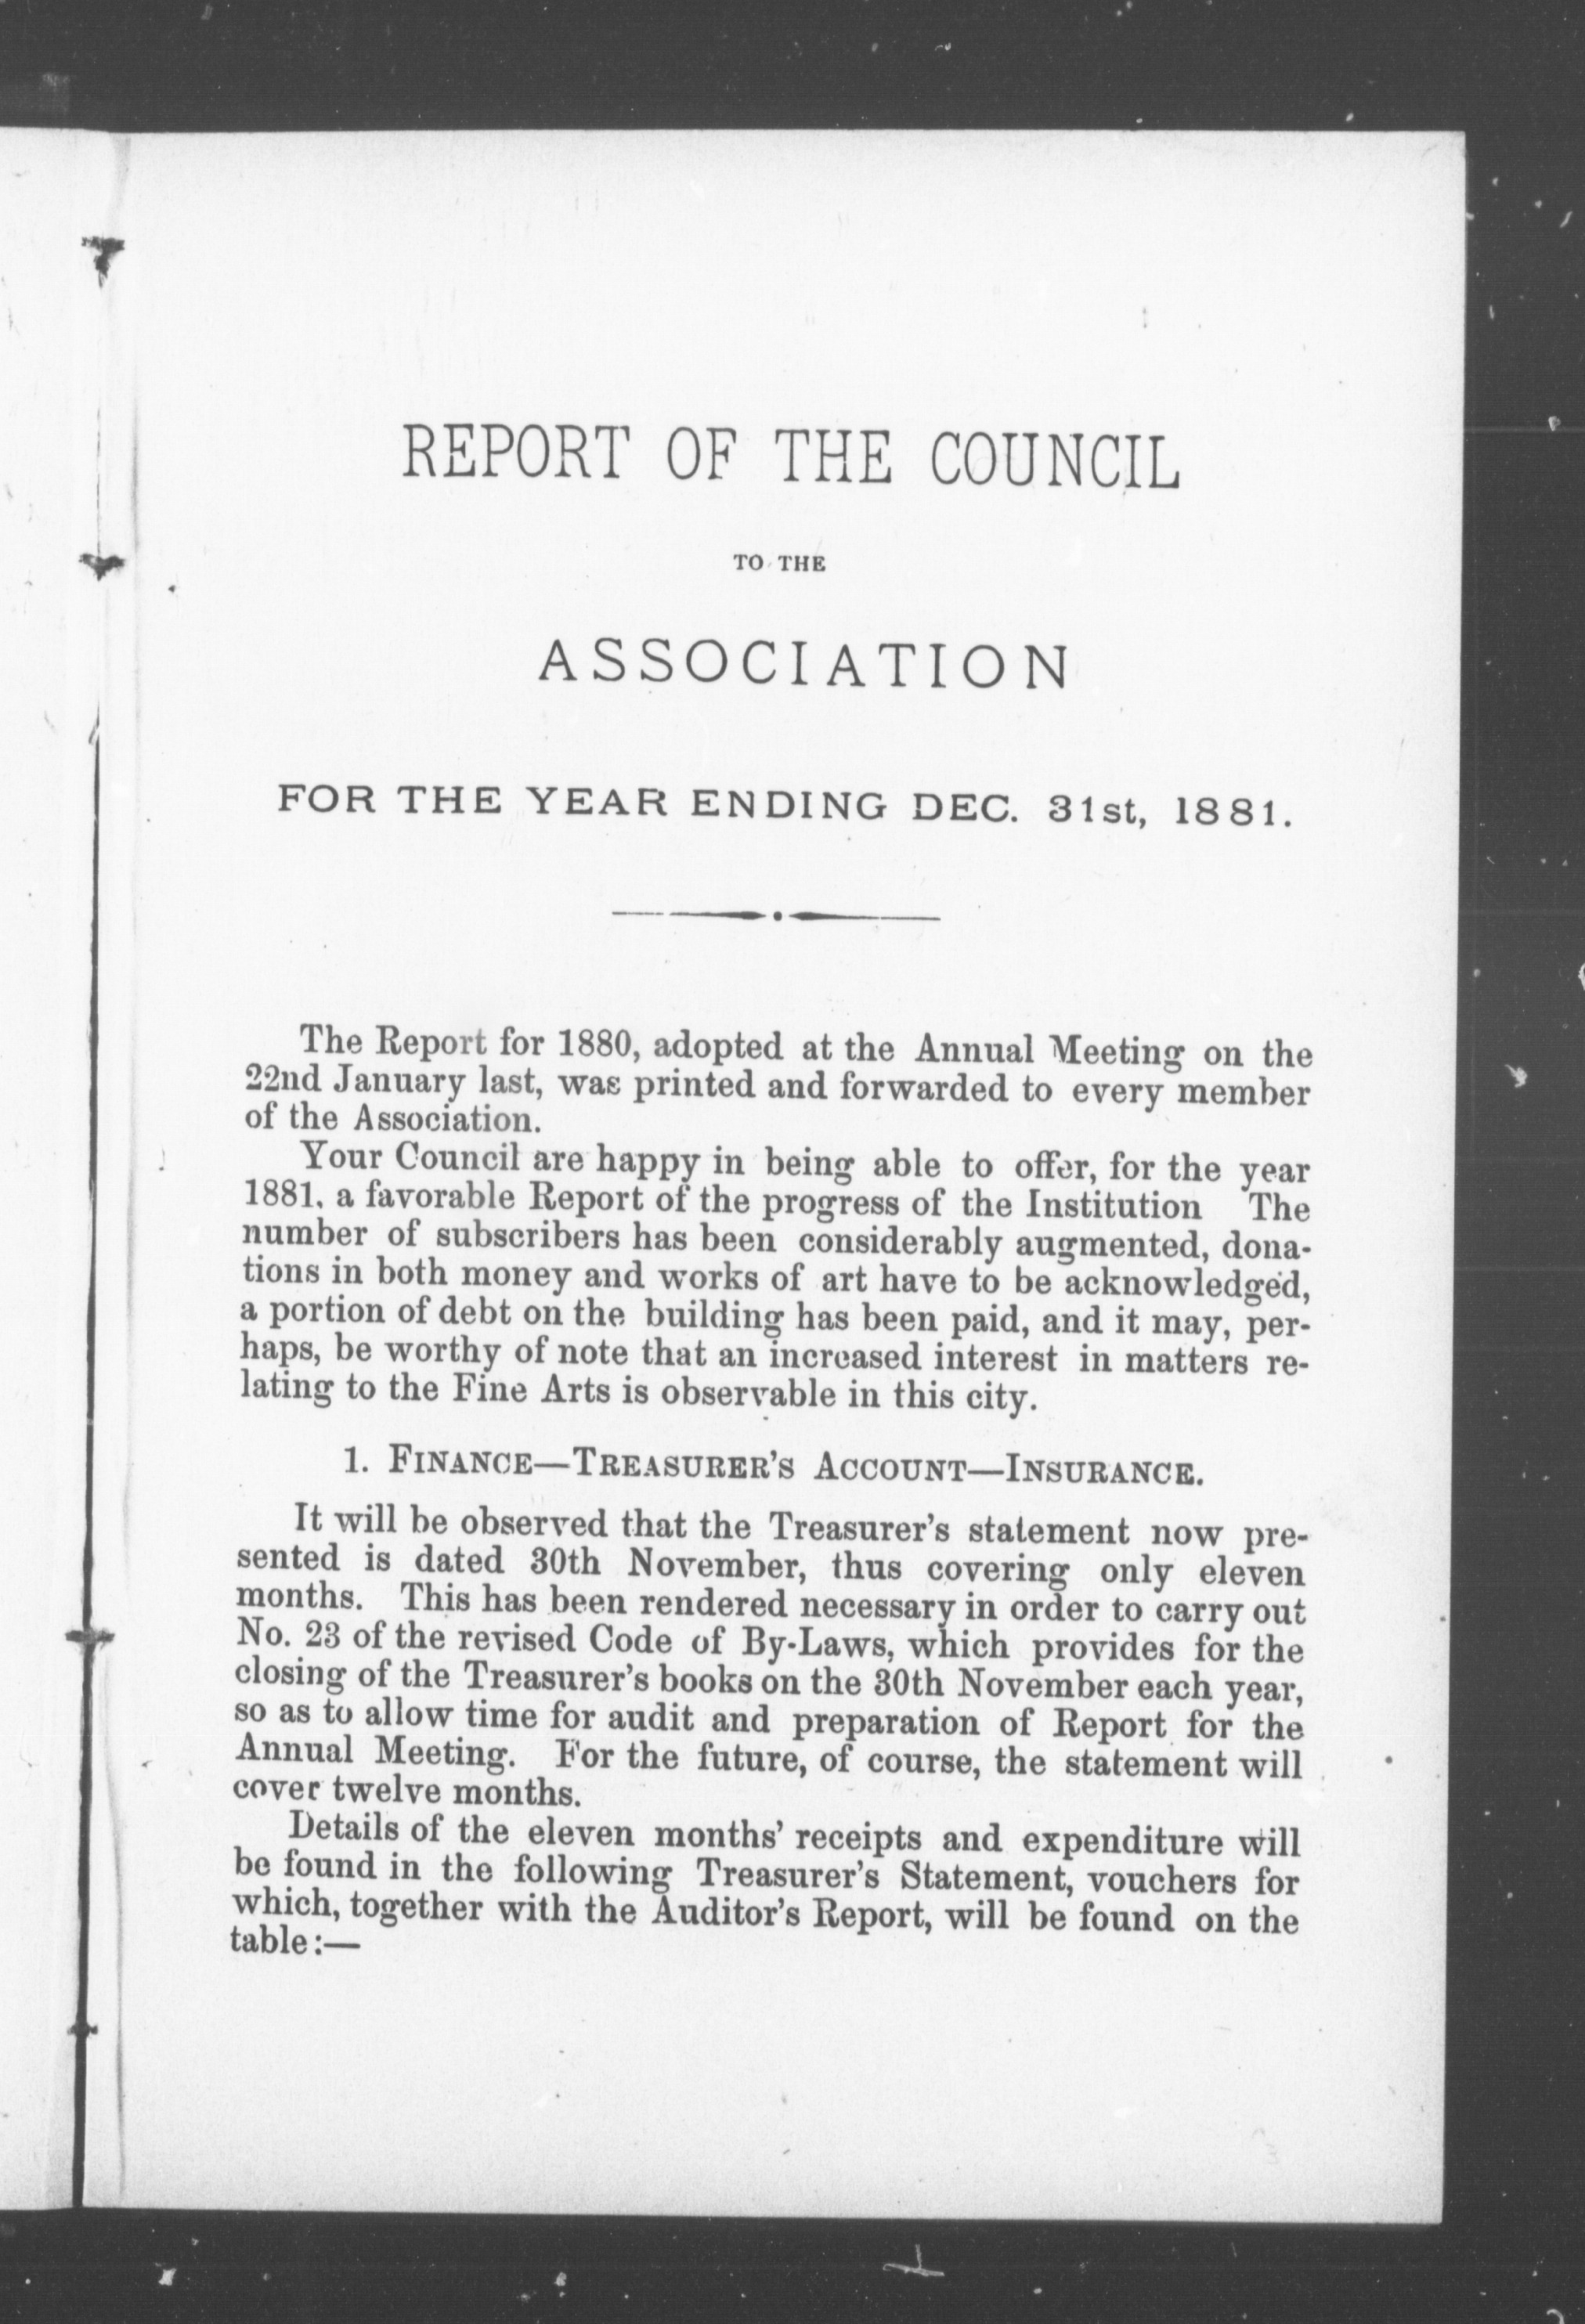 REPORT OF THE COUNCIL
TO THE
ASSOCIATION
FOR THE YEAR ENDING DEC. 31st, 1881.
The Report for 1880, adopted at the Annual Meeting on the
22nd January last, was printed and forwarded to every member
of the Association.
Your Council are happy in being able to offer, for the year
1881, a favorable Report of the progress of the Institution The
number of subscribers has been considerably augmented, dona-
tions in both money and works of art have to be acknowledged,
a portion of debt on the building has been paid, and it may, per-
haps, be worthy of note that an increased interest in matters re-
lating to the Fine Arts is observable in this city.
1. FINANCE—TREASURER'S ACCOUNT—INSURANCE.
It will be observed that the Treasurer's statement now pre-
sented is dated 30th November, thus covering only eleven
months. This has been rendered necessary in order to carry out
No. 23 of the revised Code of By-Laws, which provides for the
closing of the Treasurer's books on the 30th November each year,
so as to allow time for audit and preparation of Report for the
Annual Meeting. For the future, of course, the statement will
cover twelve months.
Details of the eleven months' receipts and expenditure will
be found in the following Treasurer's Statement, vouchers for
which, together with the Auditor's Report, will be found on the
table:—